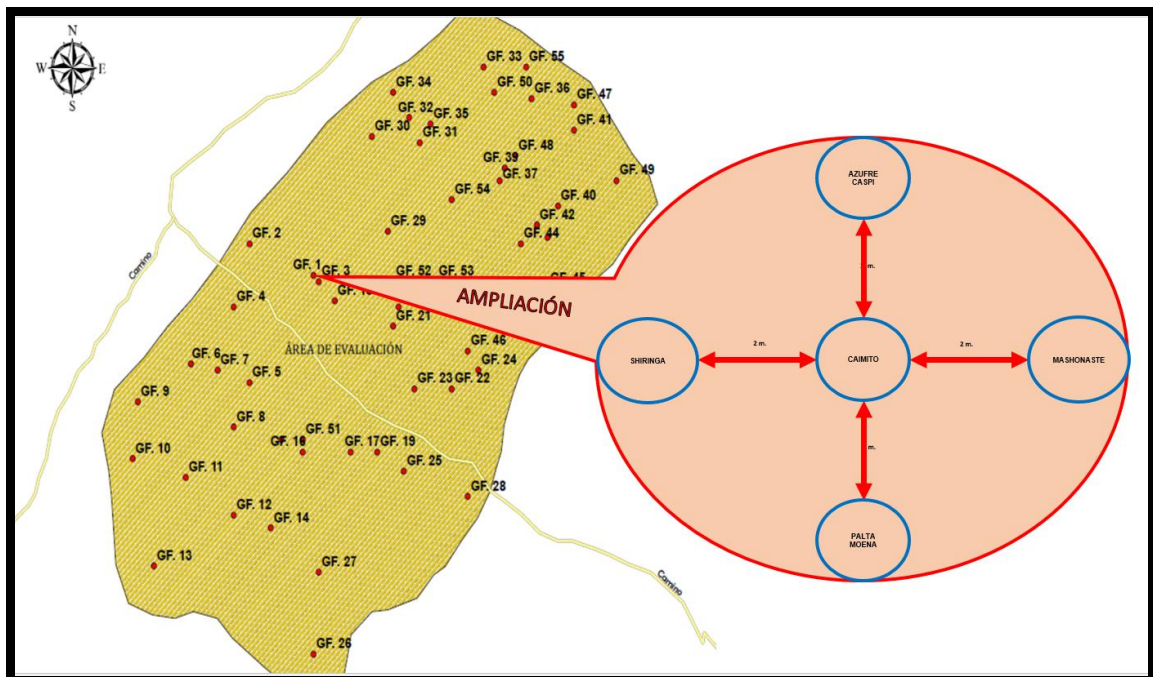 N
W E
S
GF. 33
GF. 55
GF. 34
GF. 50
GF. 36
GF. 47
GF. 32
GF. 35
GF. 30
GF. 31
GF. 41
GF. 48
GF. 39
GF. 37
GF. 49
GF. 54
GF. 40
GF. 42
GF. 29
GF. 44
GF. 2
Camino
GF. 1
GF. 3
GF. 52
GF. 53
GF. 4
GF. 21
ÁREA DE EVALUACIÓN
GF. 46
GF. 6
GF. 7
GF. 24
GF. 5
GF. 23
GF. 22
GF. 9
GF. 8
GF. 51
GF. 17
GF. 19
GF. 10
GF. 11
GF. 25
GF. 28
GF. 12
GF. 14
GF. 13
GF. 27
Camino
GF. 26
AMPLIACIÓN
AZUFRE
CASPI
m.
2 m.
2 m.
SHIRINGA
CAIMITO
MASHONASTE
m.
PALTA
MOENA